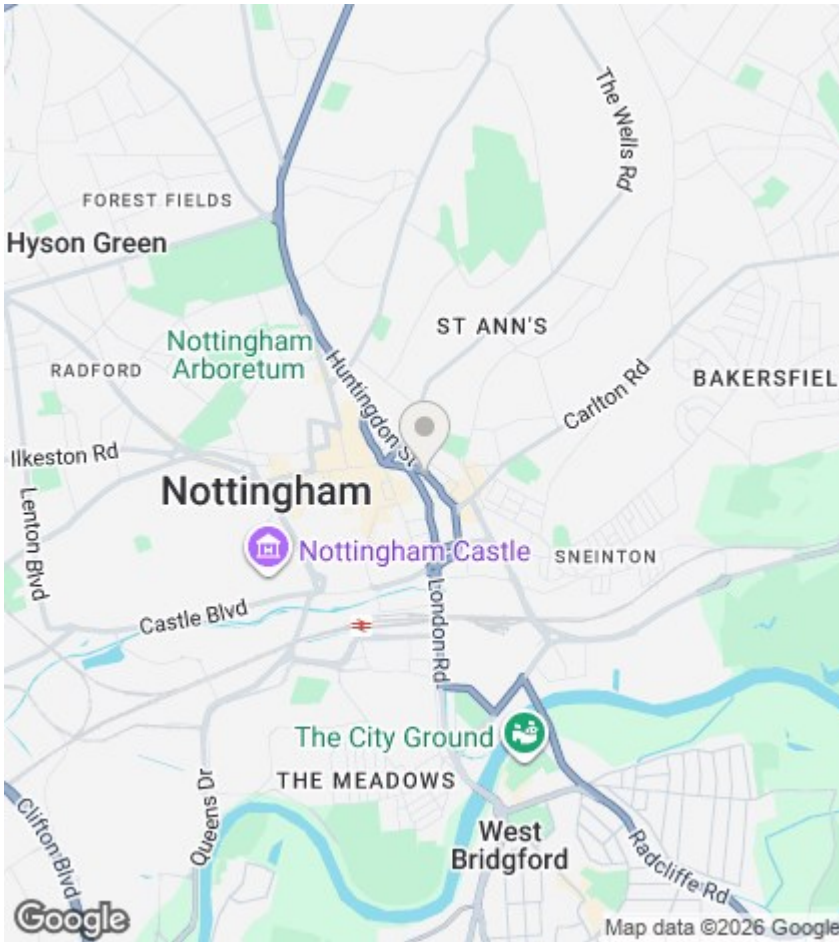 The Wells Rd
FOREST FIELDS
Hyson Green
ST ANN'S
Nottingham
Arboretum
Huntingdon St
RADFORD
Carlton Rd
BAKERSFIEL
Ilkeston Rd
Nottingham
Lenton Blvd
Nottingham Castle
SNEINTON
Castle Blvd
London Rd
The City Ground
THE MEADOWS
Queens Dr
Clifton Blvd
West
Bridgford
Radcliffe Rd
Google
Map data ©2026 Google